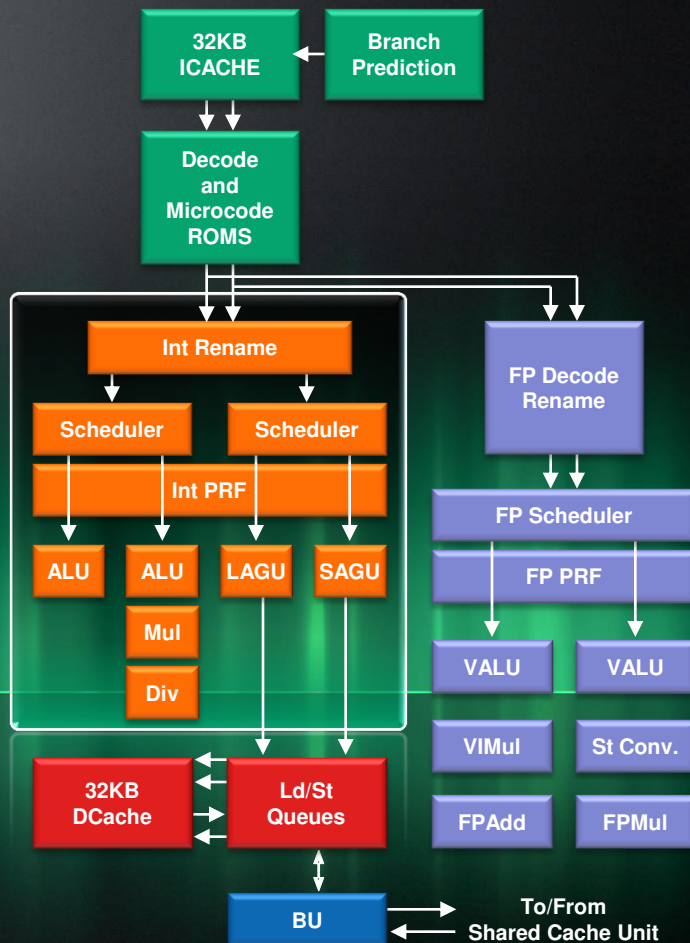 32KB
ICACHE
Branch
Prediction
Decode
and
Microcode
ROMS
Int Rename
FP Decode
Rename
Scheduler
Scheduler
Int PRF
FP Scheduler
FP PRF
ALU
ALU
LAGU
SAGU
Mul
Div
VALU
VALU
VIMul
St Conv.
FPAdd
FPMul
32KB
DCache
Ld/St
Queues
BU
To/From
Shared Cache Unit